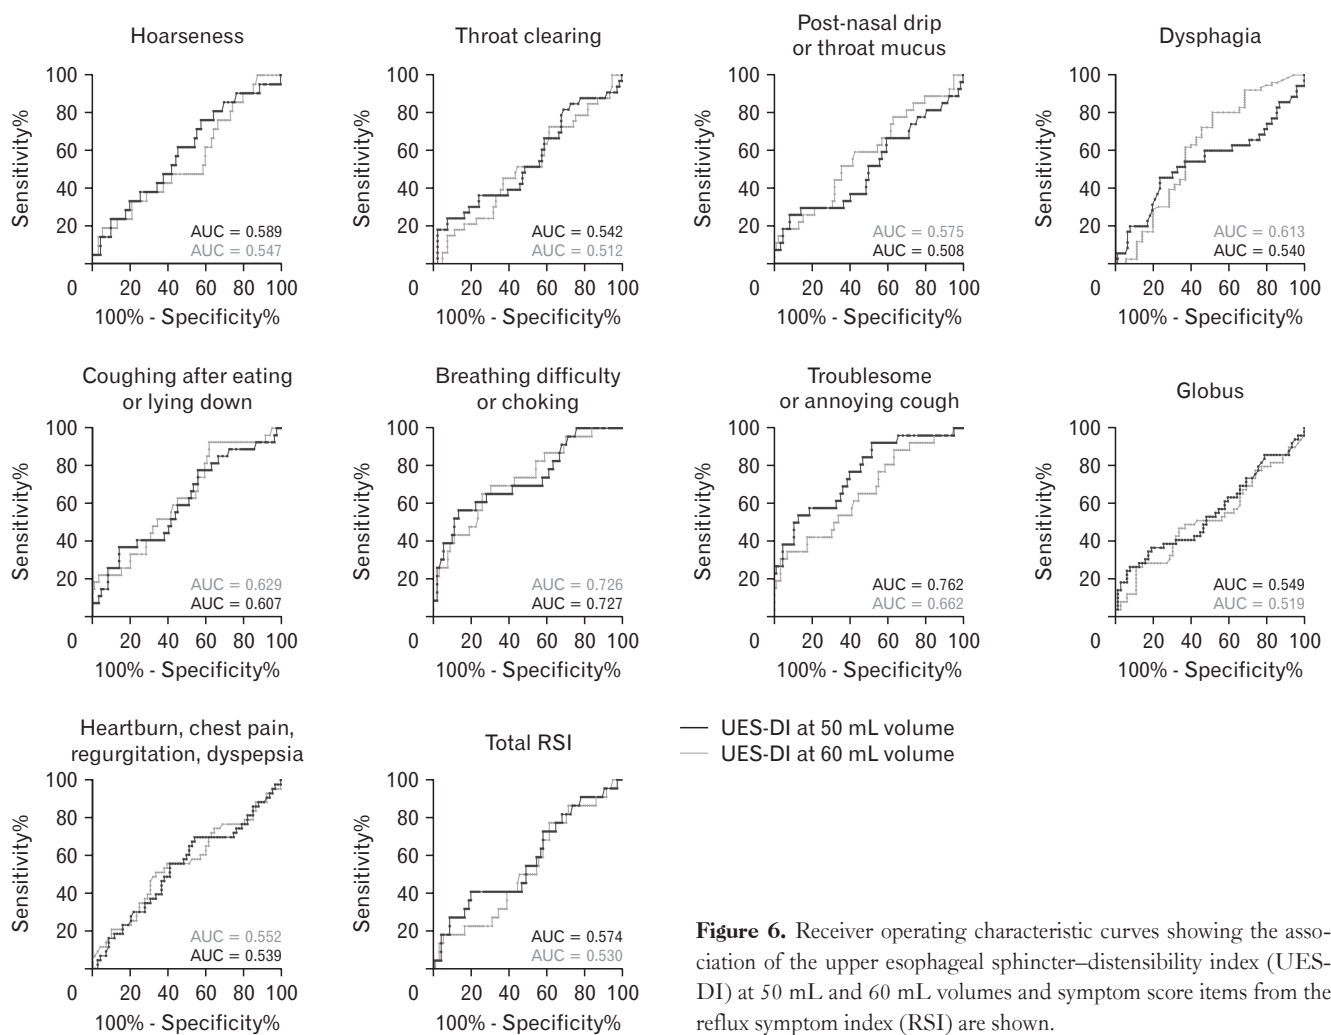 Hoarseness
100
80
60
40
20
0
20 40 60 80 100
Sensitivity%
100% - Specificity%
AUC = 0.589
AUC = 0.547
Throat clearing
100
80
60
40
20
0
20 40 60 80 100
Sensitivity%
100% - Specificity%
AUC = 0.542
AUC = 0.512
Post-nasal drip
or throat mucus
100
80
60
40
20
0
20 40 60 80 100
Sensitivity%
100% - Specificity%
AUC = 0.575
AUC = 0.508
Dysphagia
100
80
60
40
20
0
20 40 60 80 100
Sensitivity%
100% - Specificity%
AUC = 0.613
AUC = 0.540
Coughing after eating
or lying down
100
80
60
40
20
0
20 40 60 80 100
Sensitivity%
100% - Specificity%
AUC = 0.629
AUC = 0.607
Breathing difficulty
or choking
100
80
60
40
20
0
20 40 60 80 100
Sensitivity%
100% - Specificity%
AUC = 0.726
AUC = 0.727
Troublesome
or annoying cough
100
80
60
40
20
0
20 40 60 80 100
Sensitivity%
100% - Specificity%
AUC = 0.762
AUC = 0.662
Globus
100
80
60
40
20
0
20 40 60 80 100
Sensitivity%
100% - Specificity%
AUC = 0.549
AUC = 0.519
Heartburn, chest pain,
regurgitation, dyspepsia
100
80
60
40
20
0
20 40 60 80 100
Sensitivity%
100% - Specificity%
AUC = 0.552
AUC = 0.539
Total RSI
100
80
60
40
20
0
20 40 60 80 100
Sensitivity%
100% - Specificity%
AUC = 0.574
AUC = 0.530
UES-DI at 50 mL volume
UES-DI at 60 mL volume
Figure 6. Receiver operating characteristic curves showing the asso-
ciation of the upper esophageal sphincter–distensibility index (UES-
DI) at 50 mL and 60 mL volumes and symptom score items from the
reflux symptom index (RSI) are shown.